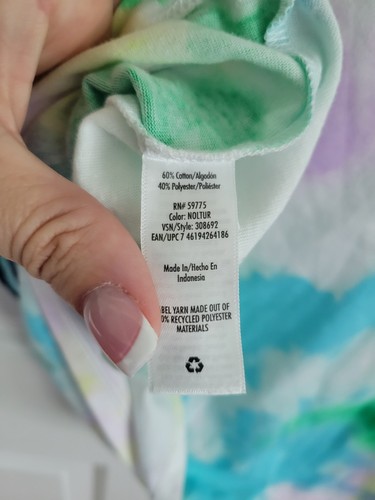 60% Cotton/Algodón
40% Polyester/Poliéster
RN# 59775
Color: NOLTUR
VSN/Style: 308692
EAN/UPC 7 46194264186
Made In/Hecho En
Indonesia
BEL YARN MADE OUT OF
0% RECYCLED POLYESTER
MATERIALS